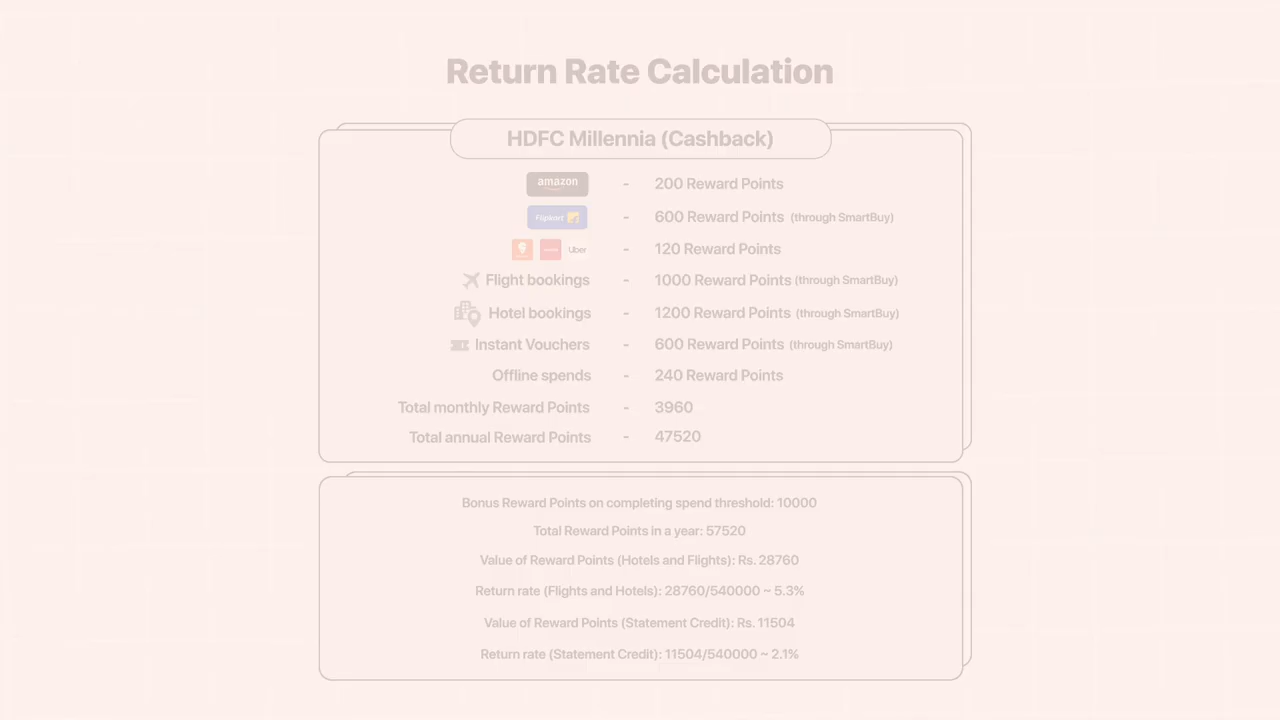 Return Rate Calculation
HDFC Millennia (Cashback)
amazon - 200 Reward Points
Flipkart - 600 Reward Points (through SmartBuy)
Uber - 120 Reward Points
Flight bookings - 1000 Reward Points (through SmartBuy)
Hotel bookings - 1200 Reward Points (through SmartBuy)
Instant Vouchers - 600 Reward Points (through SmartBuy)
Offline spends - 240 Reward Points
Total monthly Reward Points - 3960
Total annual Reward Points - 47520
Bonus Reward Points on completing spend threshold: 10000
Total Reward Points in a year: 57520
Value of Reward Points (Hotels and Flights): Rs. 28760
Return rate (Flights and Hotels): 28760/540000 ~ 5.3%
Value of Reward Points (Statement Credit): Rs. 11504
Return rate (Statement Credit): 11504/540000 ~ 2.1%